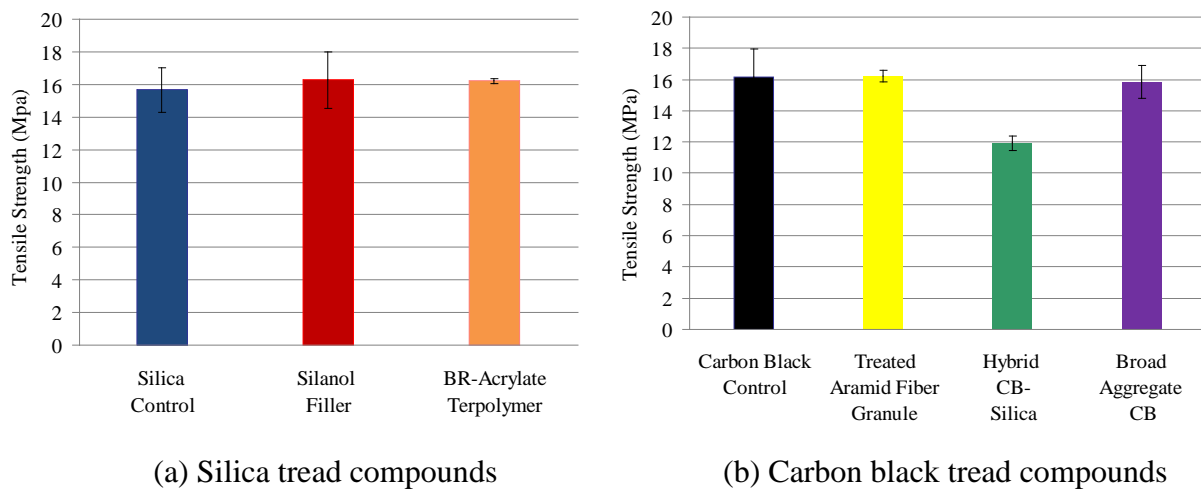 20
18
16
14
12
10
8
6
4
2
0
Tensile Strength (Mpa)
Silica
Control
Silanol
Filler
BR-Acrylate
Terpolymer
(a) Silica tread compounds
20
18
16
14
12
10
8
6
4
2
0
Tensile Strength (MPa)
Carbon Black
Control
Treated
Aramid Fiber
Granule
Hybrid
CB-
Silica
Broad
Aggregate
CB
(b) Carbon black tread compounds